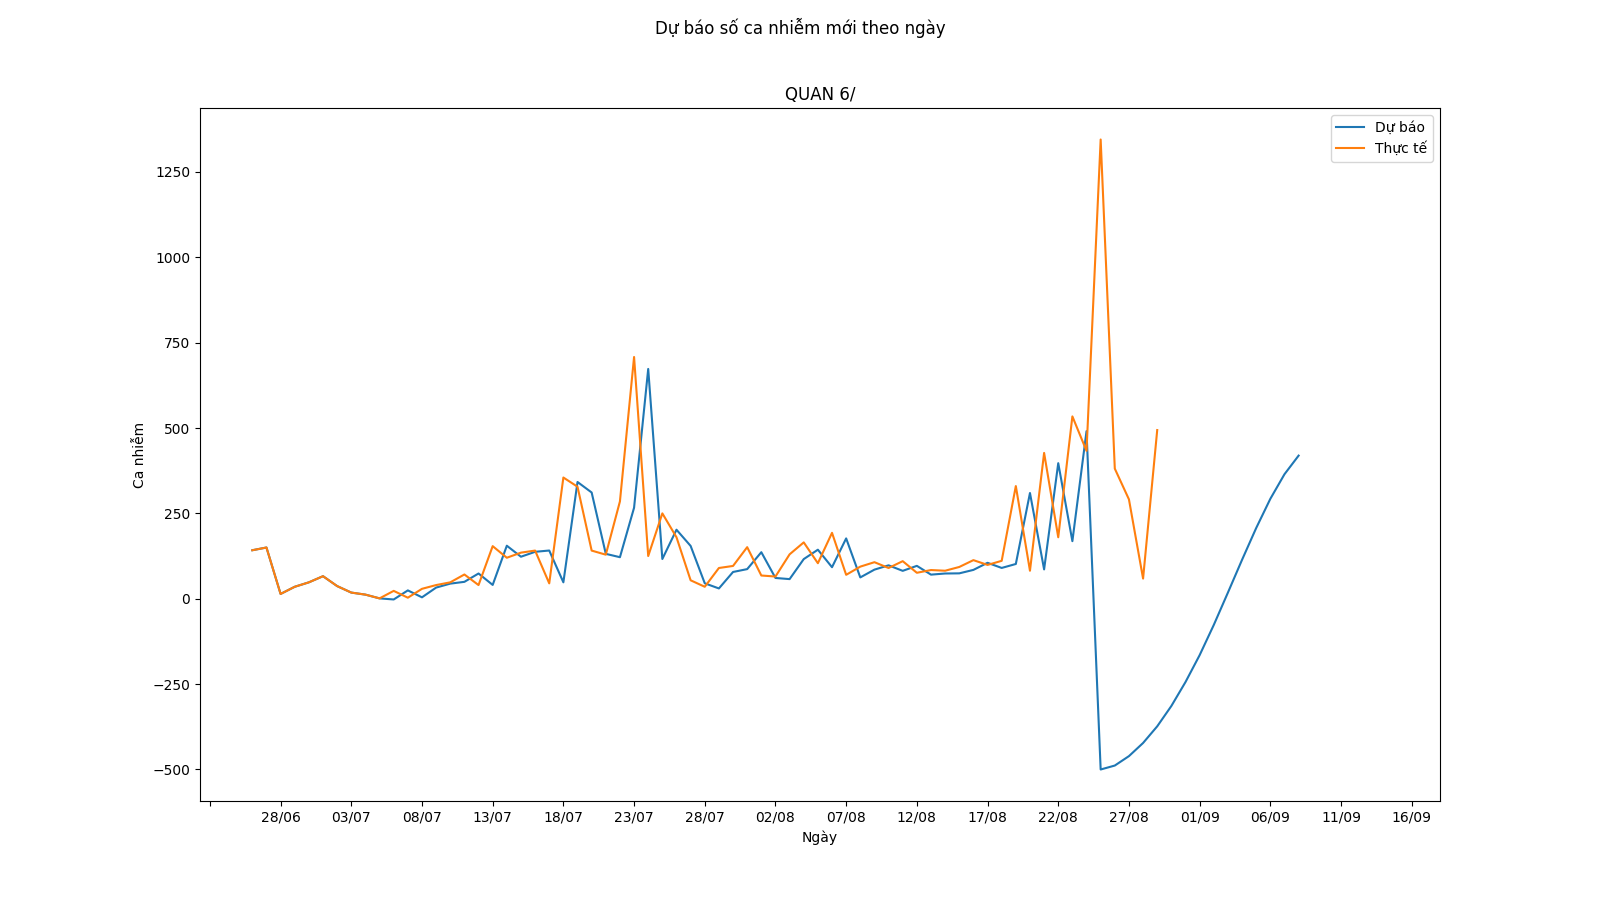 Dự báo số ca nhiễm mới theo ngày
QUAN 6/
Dự báo
Thực tế
1250
1000
750
500
250
0
−250
−500
Ca nhiễm
28/06 03/07 08/07 13/07 18/07 23/07 28/07 02/08 07/08 12/08 17/08 22/08 27/08 01/09 06/09 11/09 16/09
Ngày